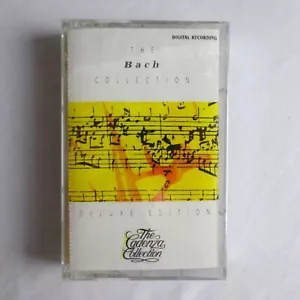 DIGITAL RECORDING
THE
Bach
COLLECTION
DELUXE EDITION
The
Cadenza
Collection